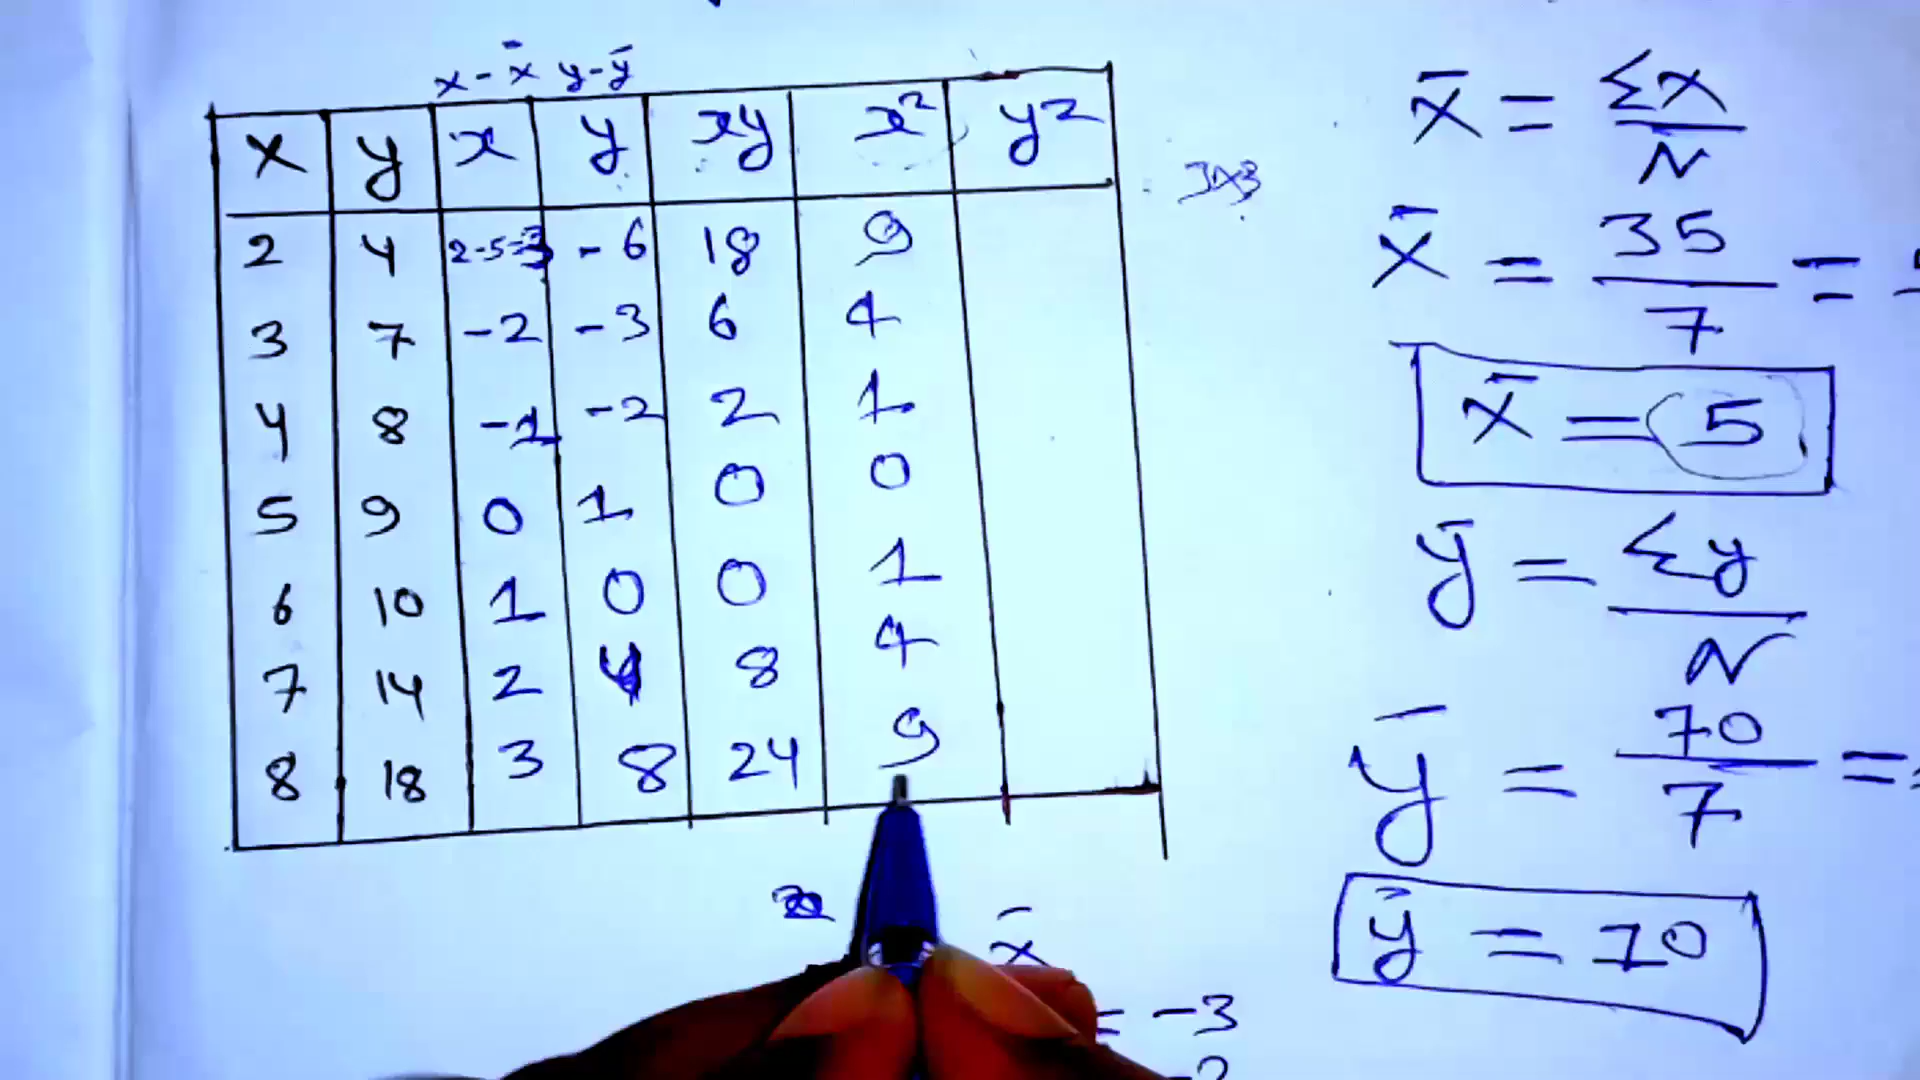 x - x̄ y - ȳ
X y x y xy x² y²
2 4 2-5=-3 -6 18 9
3 7 -2 -3 6 4
4 8 -1 -2 2 1
5 9 0 1 0 0
6 10 1 0 0 1
7 14 2 4 8 4
8 18 3 8 24 9
x̄
= -3
3×3
X̄ = ΣX / N
X̄ = 35 / 7 =
X̄ = 5
ȳ = Σy / N
ȳ = 70 / 7 =
ȳ = 10